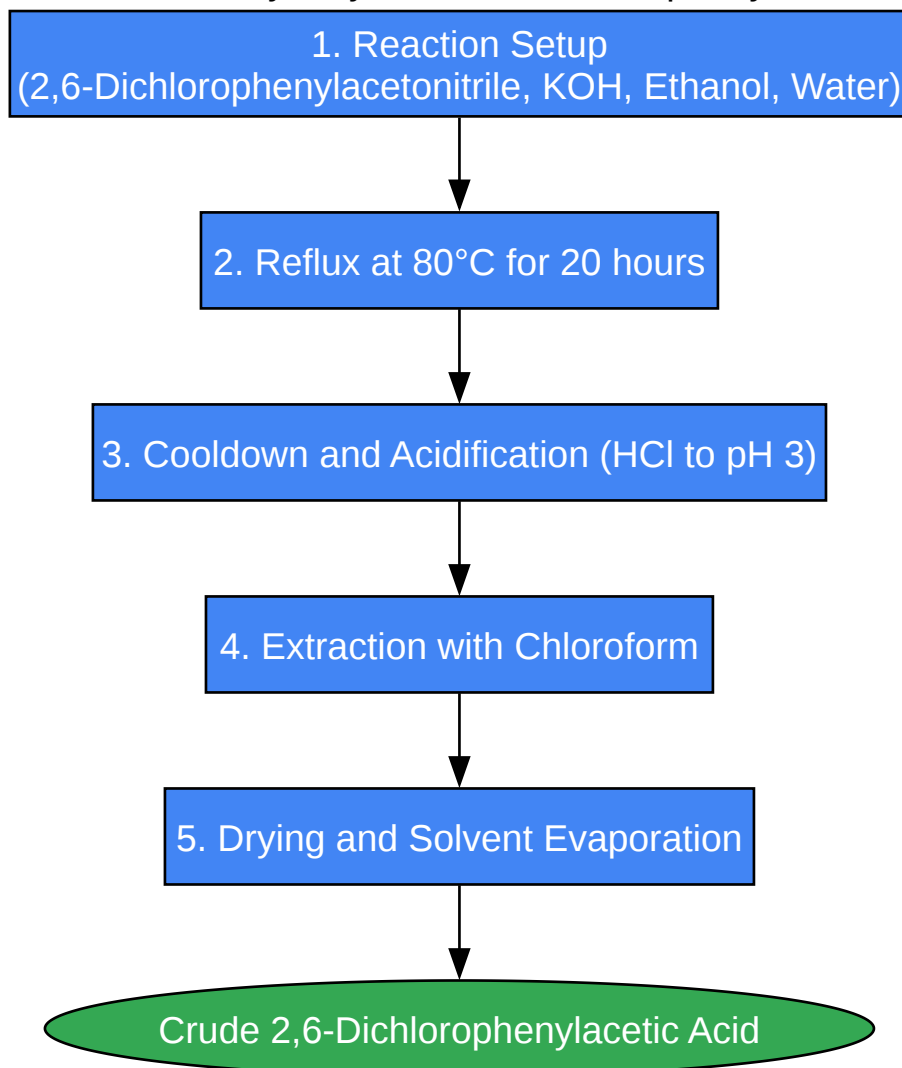 1. Reaction Setup
(2,6-Dichlorophenylacetonitrile, KOH, Ethanol, Water)
2. Reflux at 80°C for 20 hours
3. Cooldown and Acidification (HCl to pH 3)
4. Extraction with Chloroform
5. Drying and Solvent Evaporation
Crude 2,6-Dichlorophenylacetic Acid